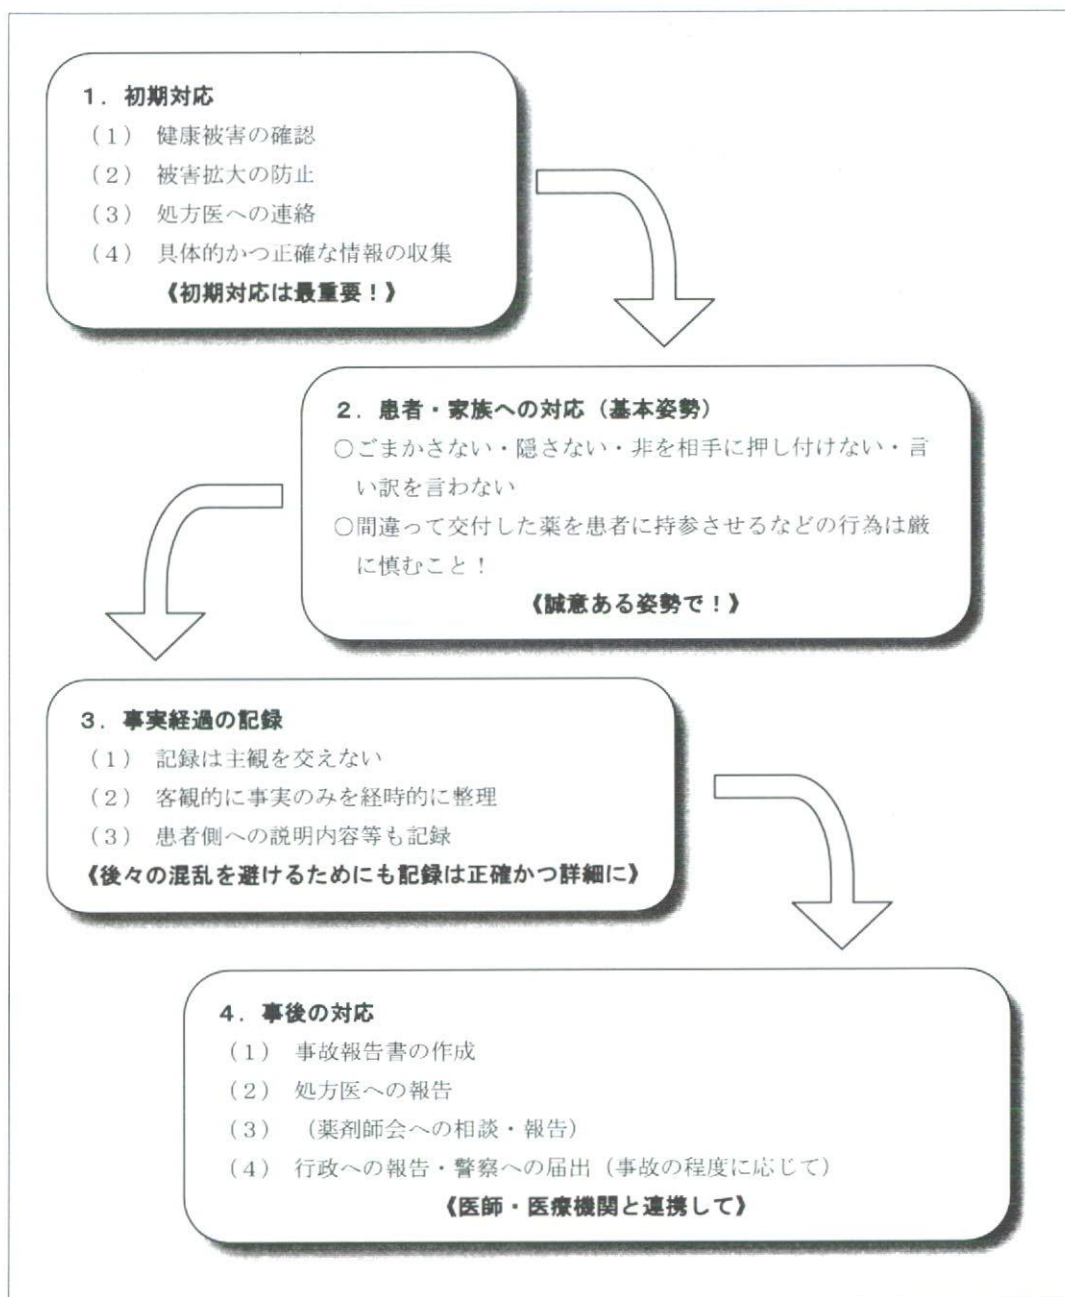 1．初期対応
（1） 健康被害の確認
（2） 被害拡大の防止
（3） 処方医への連絡
（4） 具体的かつ正確な情報の収集
《初期対応は最重要！》
2．患者・家族への対応（基本姿勢）
○ごまかさない・隠さない・非を相手に押し付けない・言
い訳を言わない
○間違って交付した薬を患者に持参させるなどの行為は厳
に慎むこと！
《誠意ある姿勢で！》
3．事実経過の記録
（1） 記録は主観を交えない
（2） 客観的に事実のみを経時的に整理
（3） 患者側への説明内容等も記録
《後々の混乱を避けるためにも記録は正確かつ詳細に》
4．事後の対応
（1） 事故報告書の作成
（2） 処方医への報告
（3） （薬剤師会への相談・報告）
（4） 行政への報告・警察への届出（事故の程度に応じて）
《医師・医療機関と連携して》